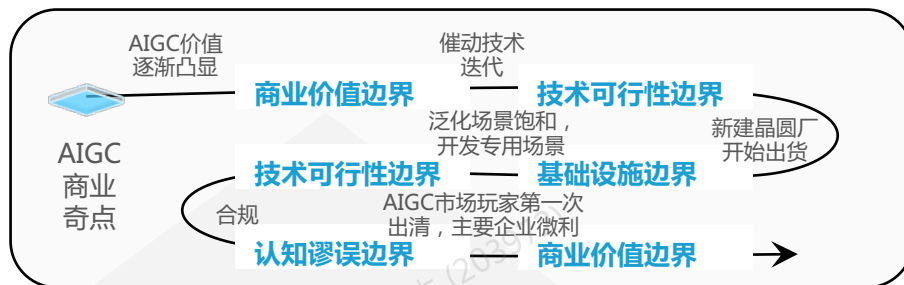 AIGC价值
逐渐凸显
催动技术
迭代
商业价值边界
技术可行性边界
AIGC
商业
奇点
泛化场景饱和，
开发专用场景
新建晶圆厂
开始出货
技术可行性边界
基础设施边界
合规
AIGC市场玩家第一次
出清，主要企业微利
认知谬误边界
商业价值边界